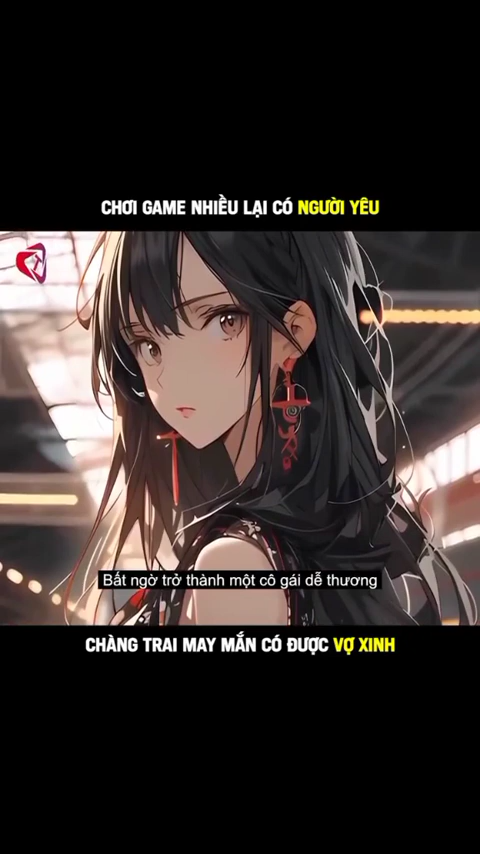 CHƠI GAME NHIỀU LẠI CÓ NGƯỜI YÊU
Bất ngờ trở thành một cô gái dễ thương
CHÀNG TRAI MAY MẮN CÓ ĐƯỢC VỢ XINH